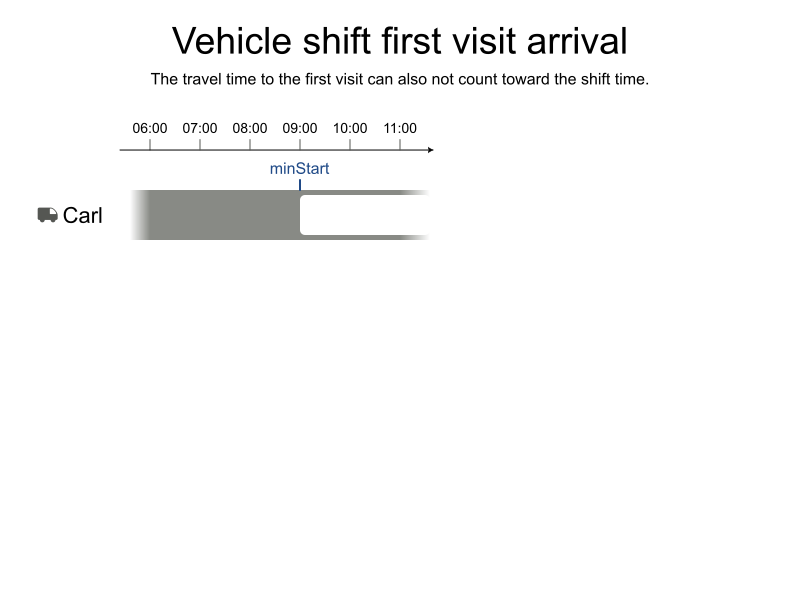 Vehicle shift first visit arrival
The travel time to the first visit can also not count toward the shift time.
06:00 07:00 08:00 09:00 10:00 11:00
minStart
Carl